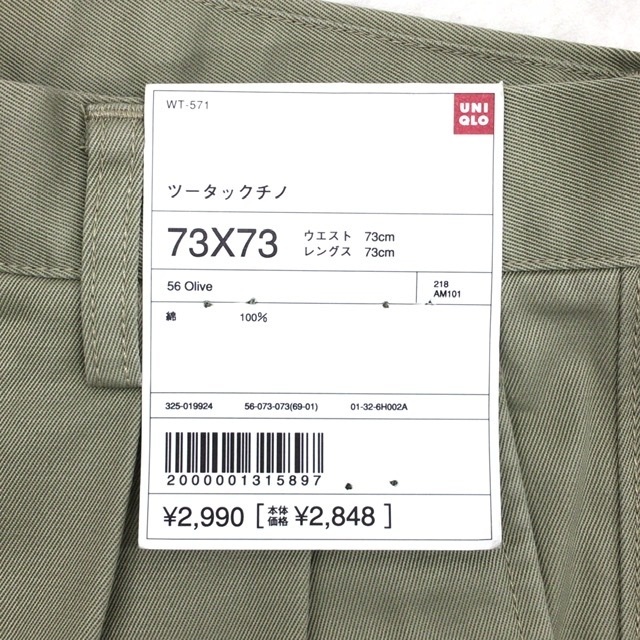 WT-571
UNI
QLO
ツータックチノ
73X73
ウエスト 73cm
レングス 73cm
56 Olive
218
AM101
綿 100%
325-019924 56-073-073(69-01) 01-32-6H002A
2000001315897
¥2,990 [本体価格 ¥2,848]